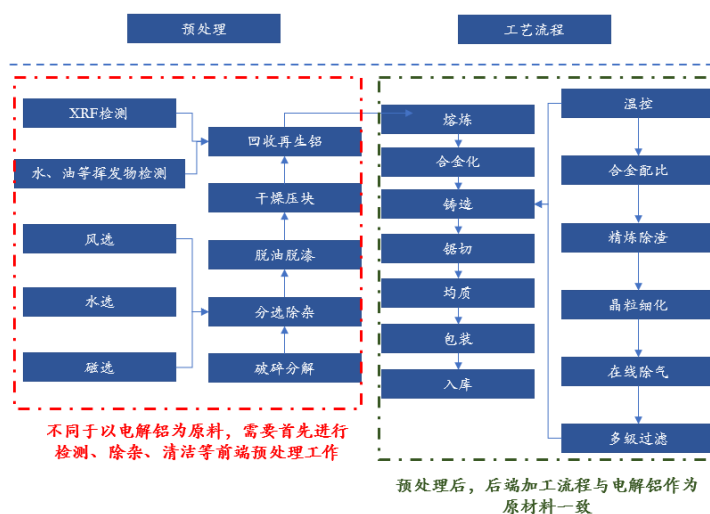 预处理
工艺流程
XRF检测
水、油等挥发物检测
风选
水选
磁选
回收再生铝
干燥压块
脱油脱漆
分选除杂
破碎分解
不同于以电解铝为原料，需要首先进行
检测、除杂、清洁等前端预处理工作
熔炼
合金化
铸造
锯切
均质
包装
入库
温控
合金配比
精炼除渣
晶粒细化
在线除气
多级过滤
预处理后，后端加工流程与电解铝作为
原材料一致